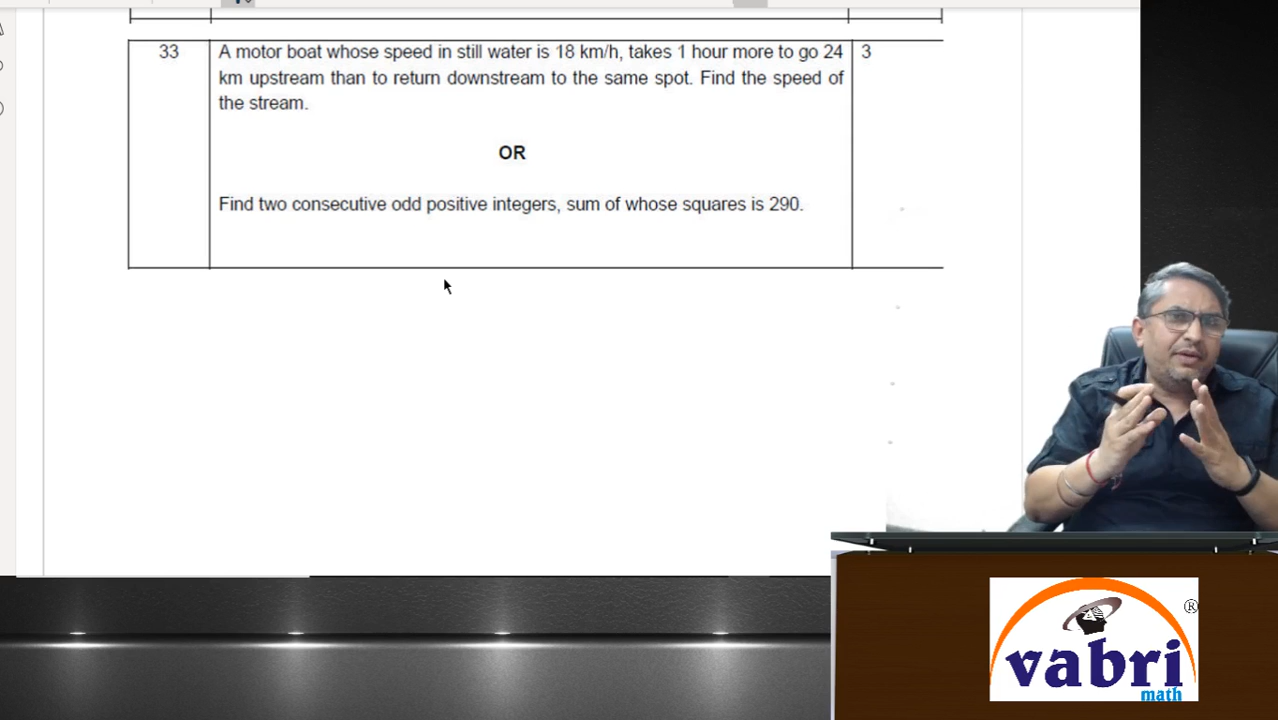 33
A motor boat whose speed in still water is 18 km/h, takes 1 hour more to go 24
3
km upstream than to return downstream to the same spot. Find the speed of
the stream.
OR
Find two consecutive odd positive integers, sum of whose squares is 290.
®
vabri
math